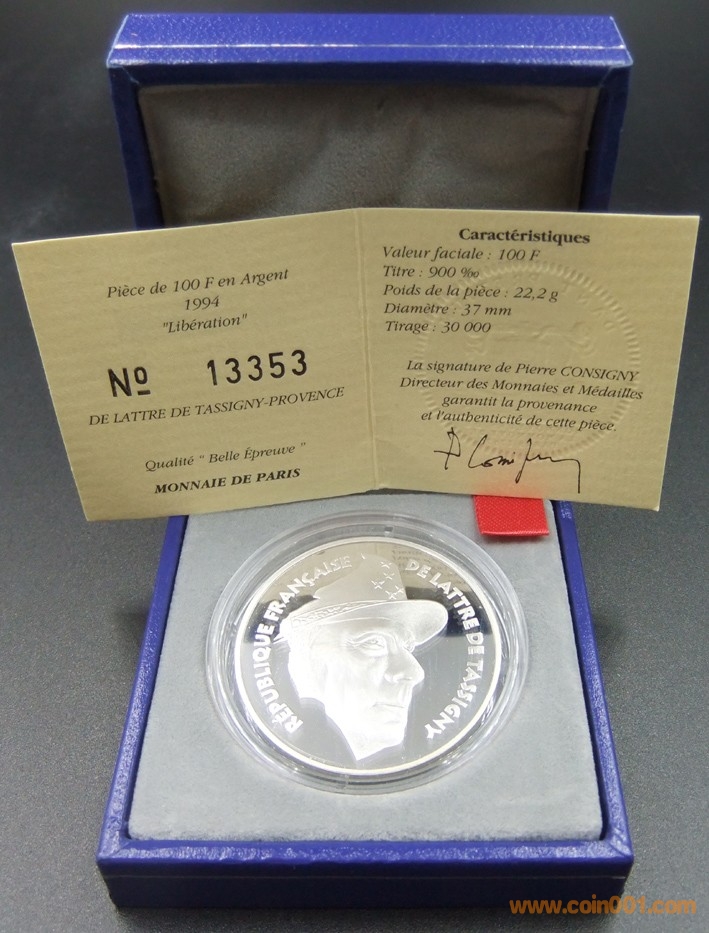 Pièce de 100 F en Argent
1994
"Libération"
Nº 13353
DE LATTRE DE TASSIGNY-PROVENCE
Qualité " Belle Épreuve "
MONNAIE DE PARIS
Caractéristiques
Valeur faciale : 100 F
Titre : 900 ‰
Poids de la pièce : 22,2 g
Diamètre : 37 mm
Tirage : 30 000
La signature de Pierre CONSIGNY
Directeur des Monnaies et Médailles
garantit la provenance
et l'authenticité de cette pièce.
RÉPUBLIQUE FRANÇAISE
DE LATTRE DE TASSIGNY
www.coin001.com